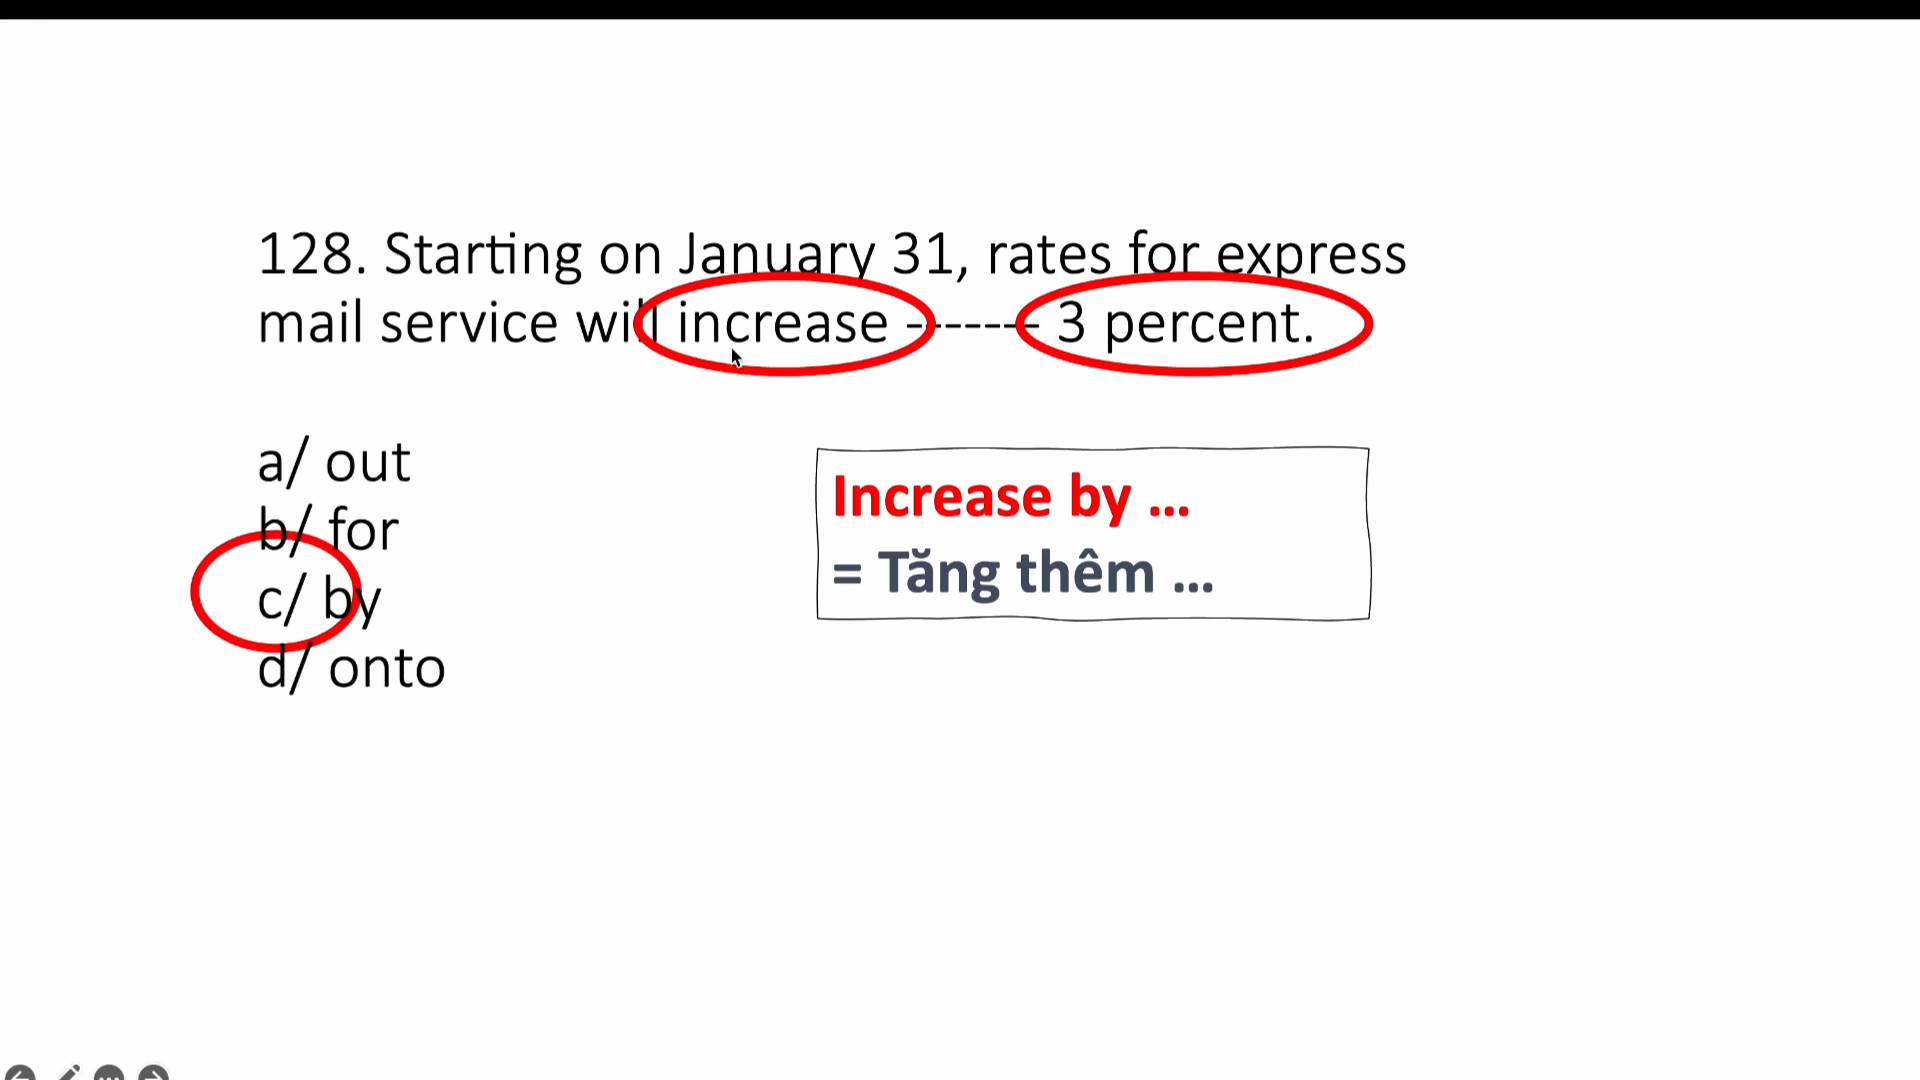 128. Starting on January 31, rates for express
mail service will increase ------- 3 percent.
a/ out
b/ for
c/ by
d/ onto
Increase by ...
= Tăng thêm ...